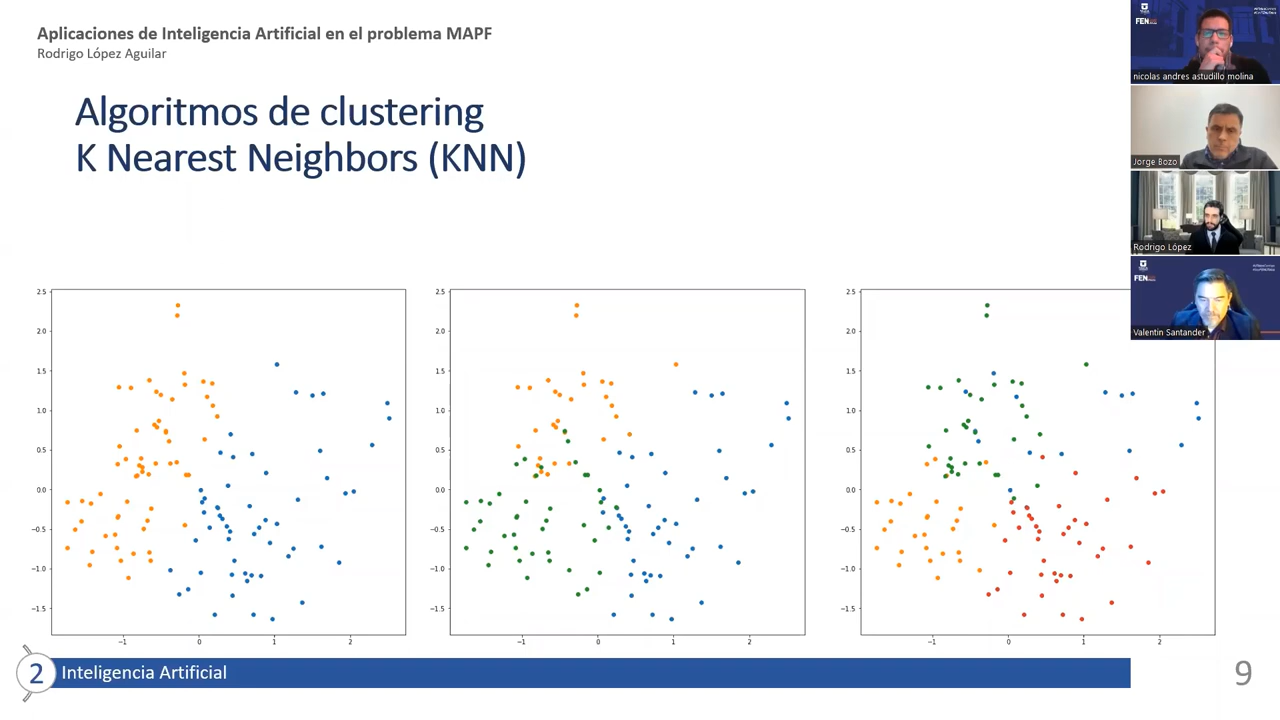 Aplicaciones de Inteligencia Artificial en el problema MAPF
Rodrigo López Aguilar
Algoritmos de clustering
K Nearest Neighbors (KNN)
FEN
nicolas andres astudillo molina
Jorge Bozo
Rodrigo López
FEN
Valentín Santander
2.5
2.0
1.5
1.0
0.5
0.0
−0.5
−1.0
−1.5
−1 0 1 2
2.5
2.0
1.5
1.0
0.5
0.0
−0.5
−1.0
−1.5
−1 0 1 2
2.5
2.0
1.5
1.0
0.5
0.0
−0.5
−1.0
−1.5
−1 0 1 2
2 Inteligencia Artificial
9